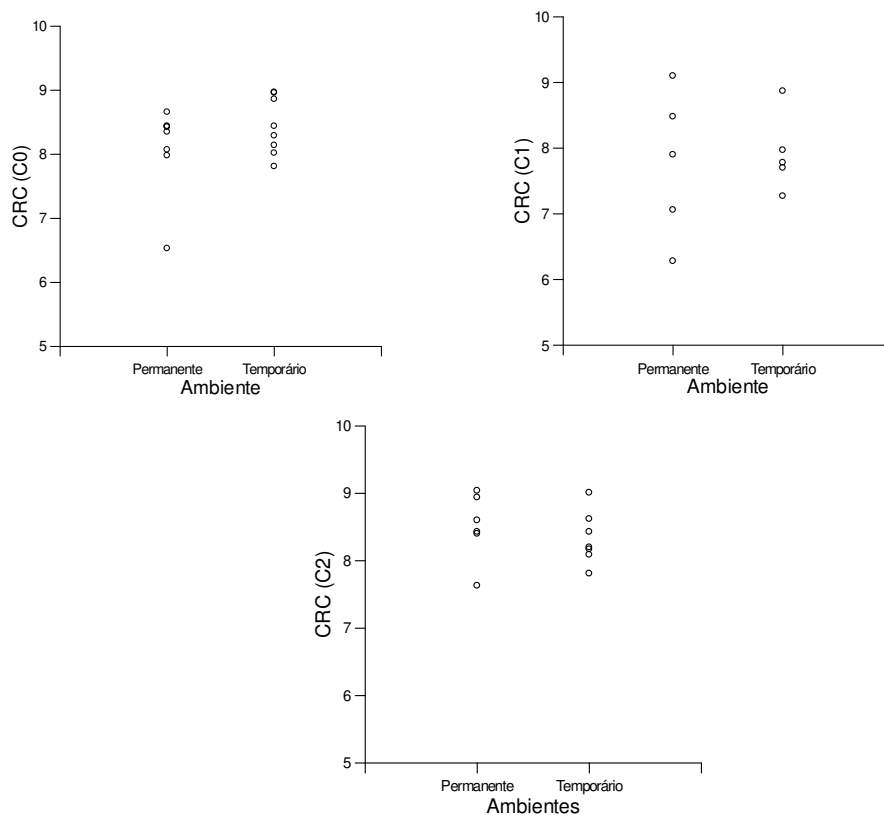 10
9
8
7
6
5
CRC (C0)
Permanente Temporário
Ambiente
10
9
8
7
6
5
CRC (C1)
Permanente Temporário
Ambiente
10
9
8
7
6
5
CRC (C2)
Permanente Temporário
Ambientes